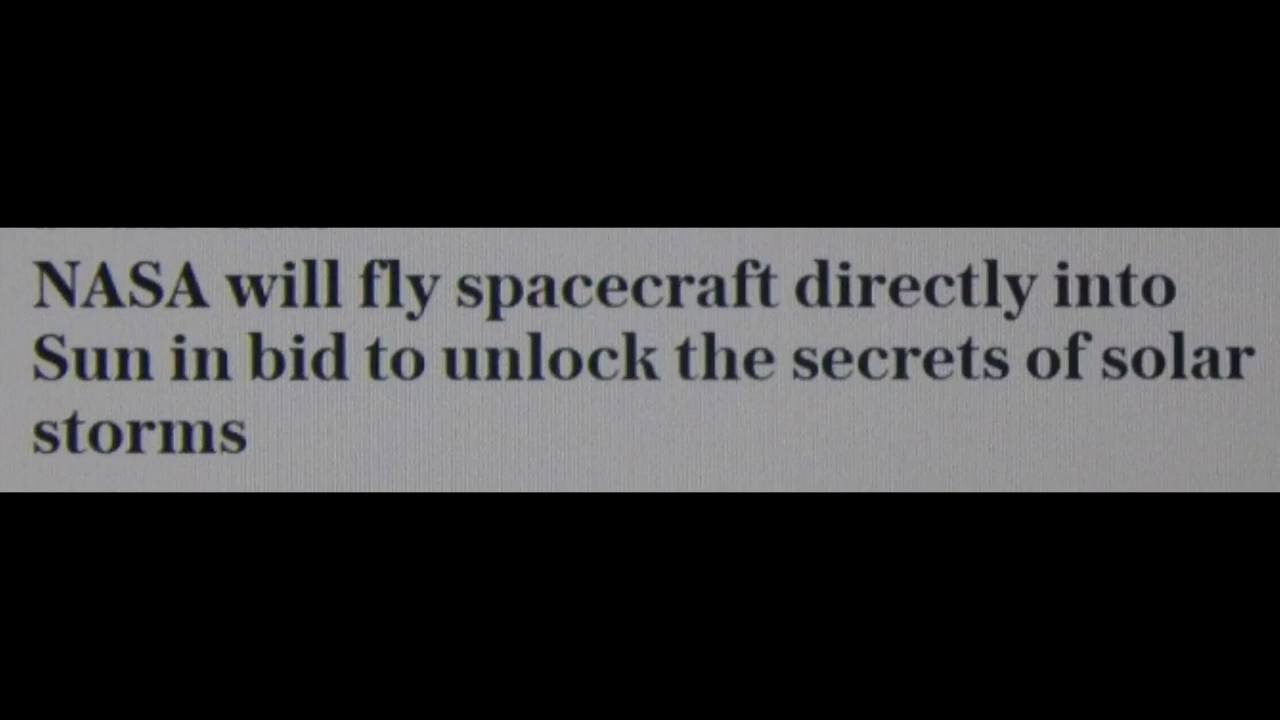 NASA will fly spacecraft directly into
Sun in bid to unlock the secrets of solar
storms